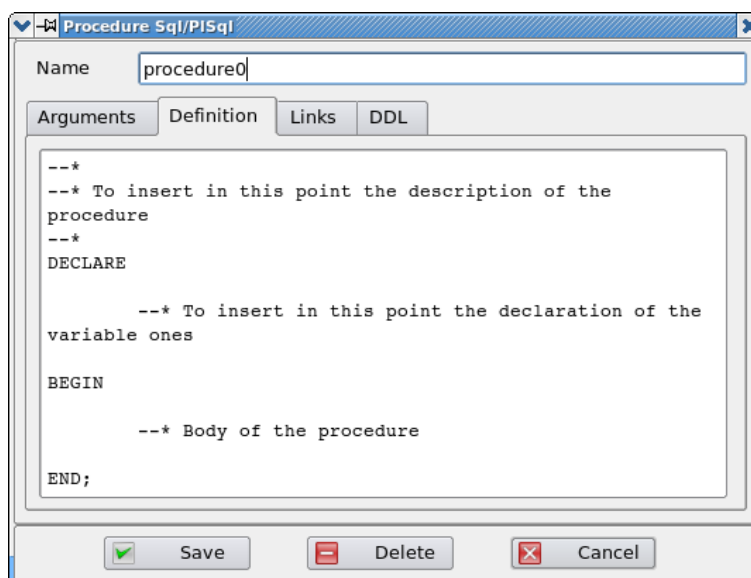 Procedure Sql/PlSql
Name procedure0
Arguments Definition Links DDL
--*
--* To insert in this point the description of the
procedure
--*
DECLARE
--* To insert in this point the declaration of the
variable ones
BEGIN
--* Body of the procedure
END;
Save Delete Cancel